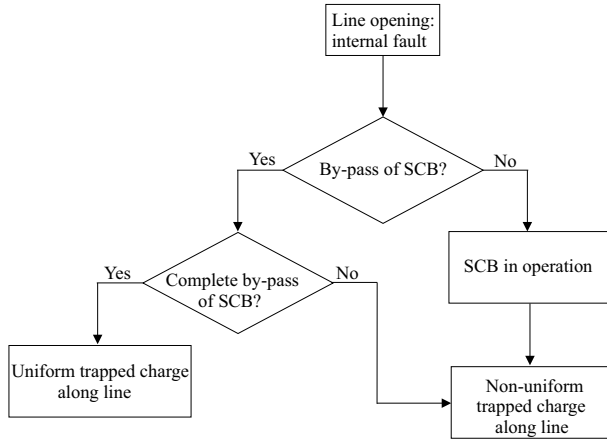 Line opening:
internal fault
Yes
By-pass of SCB?
No
Yes
Complete by-pass
of SCB?
No
SCB in operation
Uniform trapped charge
along line
Non-uniform
trapped charge
along line